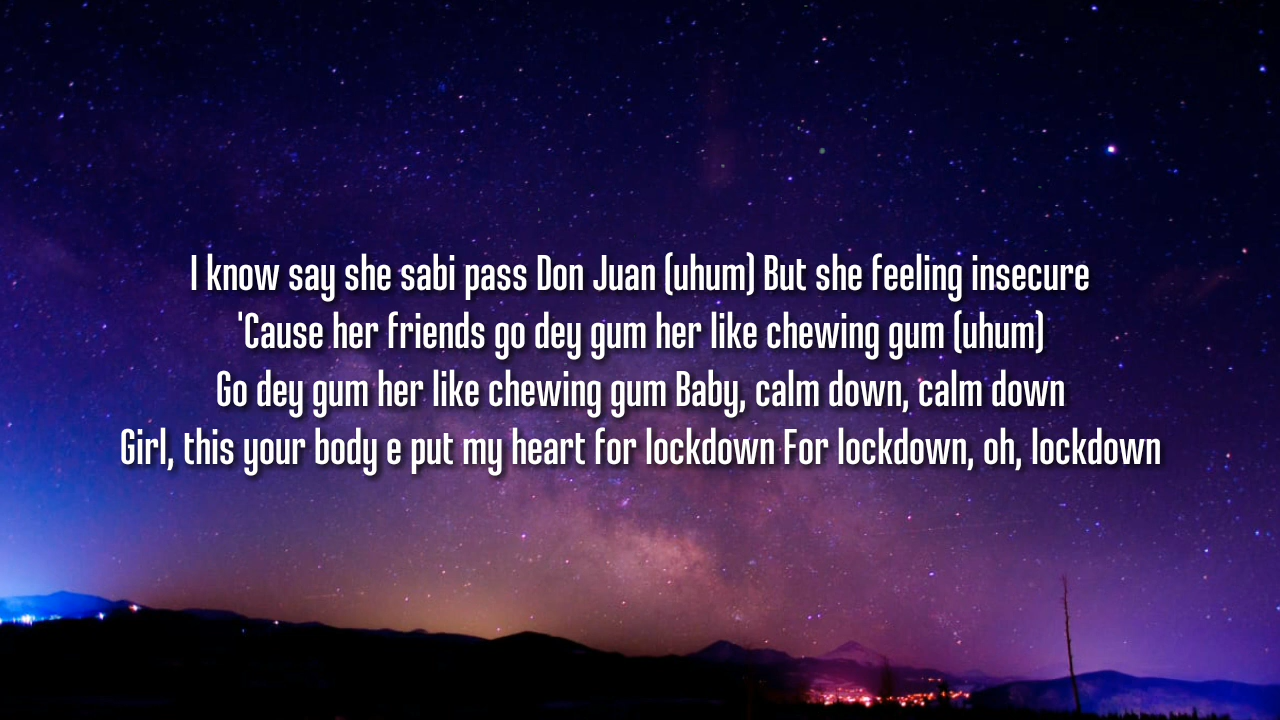 I know say she sabi pass Don Juan (uhum) But she feeling insecure
'Cause her friends go dey gum her like chewing gum (uhum)
Go dey gum her like chewing gum Baby, calm down, calm down
Girl, this your body e put my heart for lockdown For lockdown, oh, lockdown